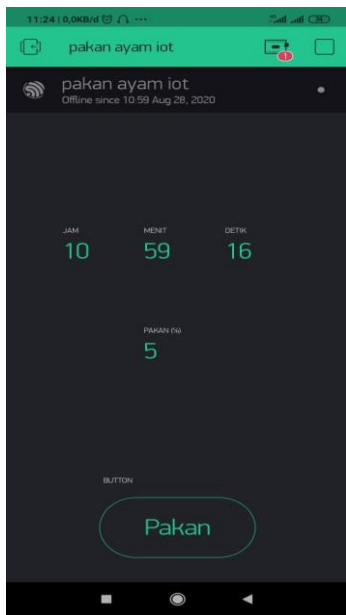 11:24 | 0,0KB/d ...
pakan ayam iot
1
pakan ayam iot
Offline since 10:59 Aug 28, 2020
JAM MENIT DETIK
10 59 16
PAKAN (%)
5
BUTTON
Pakan